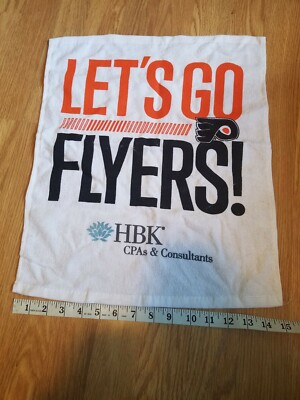 LET'S GO
FLYERS!
HBK™
CPAs & Consultants
1 2 3 4 5 6 7 8 9 10 11 12 13 14 15